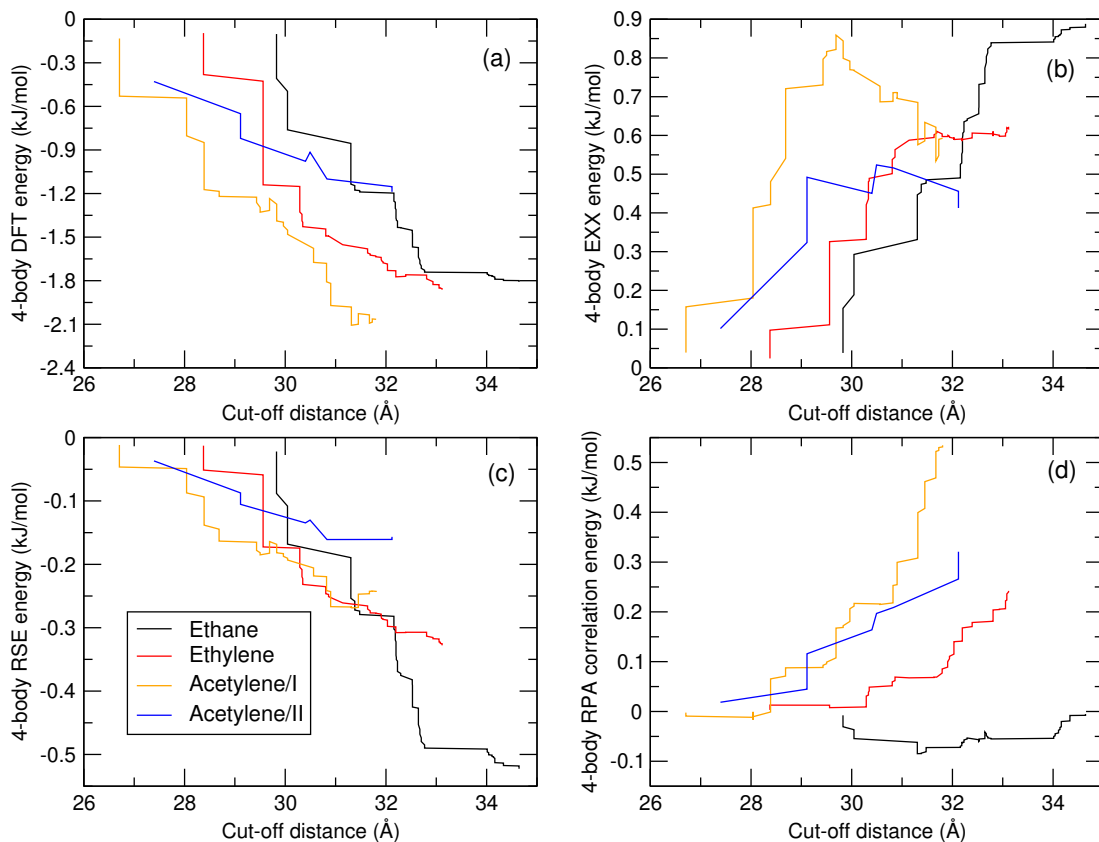 0
-0.3
-0.6
-0.9
-1.2
-1.5
-1.8
-2.1
-2.4
4-body DFT energy (kJ/mol)
(a)
26 28 30 32 34
Cut-off distance (Å)
0.9
0.8
0.7
0.6
0.5
0.4
0.3
0.2
0.1
0
4-body EXX energy (kJ/mol)
(b)
26 28 30 32 34
Cut-off distance (Å)
0
-0.1
-0.2
-0.3
-0.4
-0.5
4-body RSE energy (kJ/mol)
(c)
Ethane
Ethylene
Acetylene/I
Acetylene/II
26 28 30 32 34
Cut-off distance (Å)
0.5
0.4
0.3
0.2
0.1
0
-0.1
4-body RPA correlation energy (kJ/mol)
(d)
26 28 30 32 34
Cut-off distance (Å)